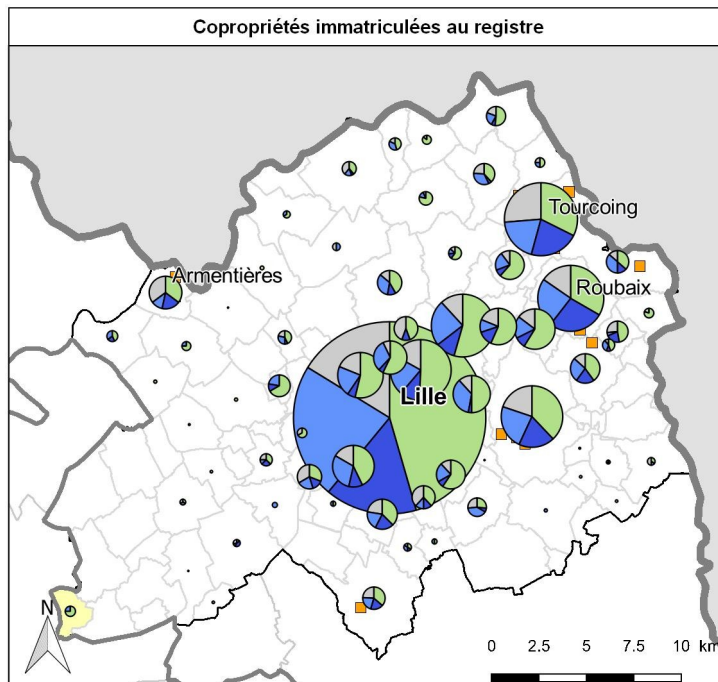 Copropriétés immatriculées au registre
Tourcoing
Armentières
Roubaix
Lille
N
0 2.5 5 7.5 10 km